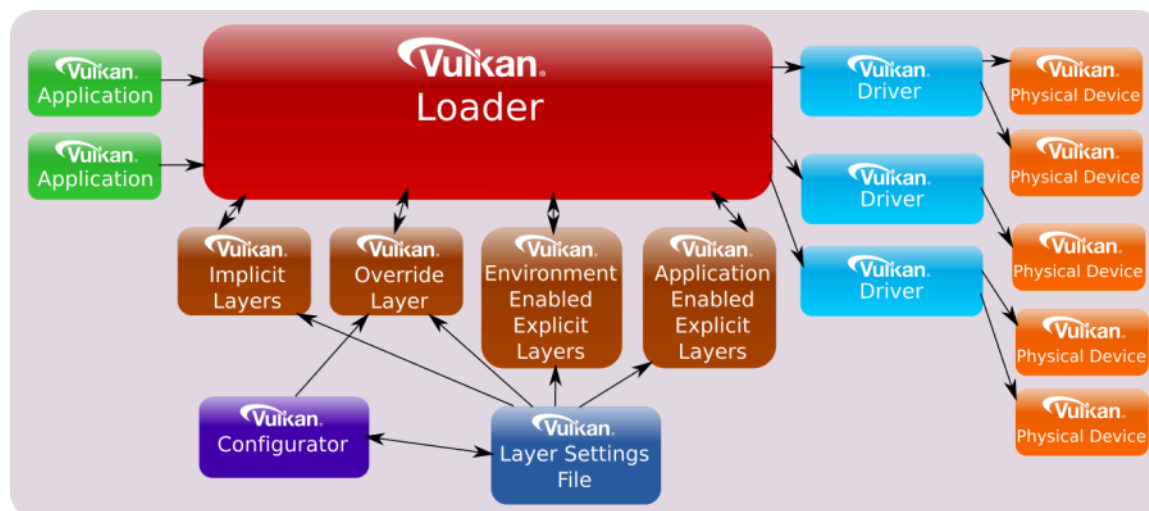 Vulkan®
Application
Vulkan®
Application
Vulkan®
Loader
Vulkan®
Driver
Vulkan®
Driver
Vulkan®
Driver
Vulkan®
Physical Device
Vulkan®
Physical Device
Vulkan®
Physical Device
Vulkan®
Physical Device
Vulkan®
Physical Device
Vulkan®
Implicit
Layers
Vulkan®
Override
Layer
Vulkan®
Environment
Enabled
Explicit
Layers
Vulkan®
Application
Enabled
Explicit
Layers
Vulkan®
Configurator
Vulkan®
Layer Settings
File